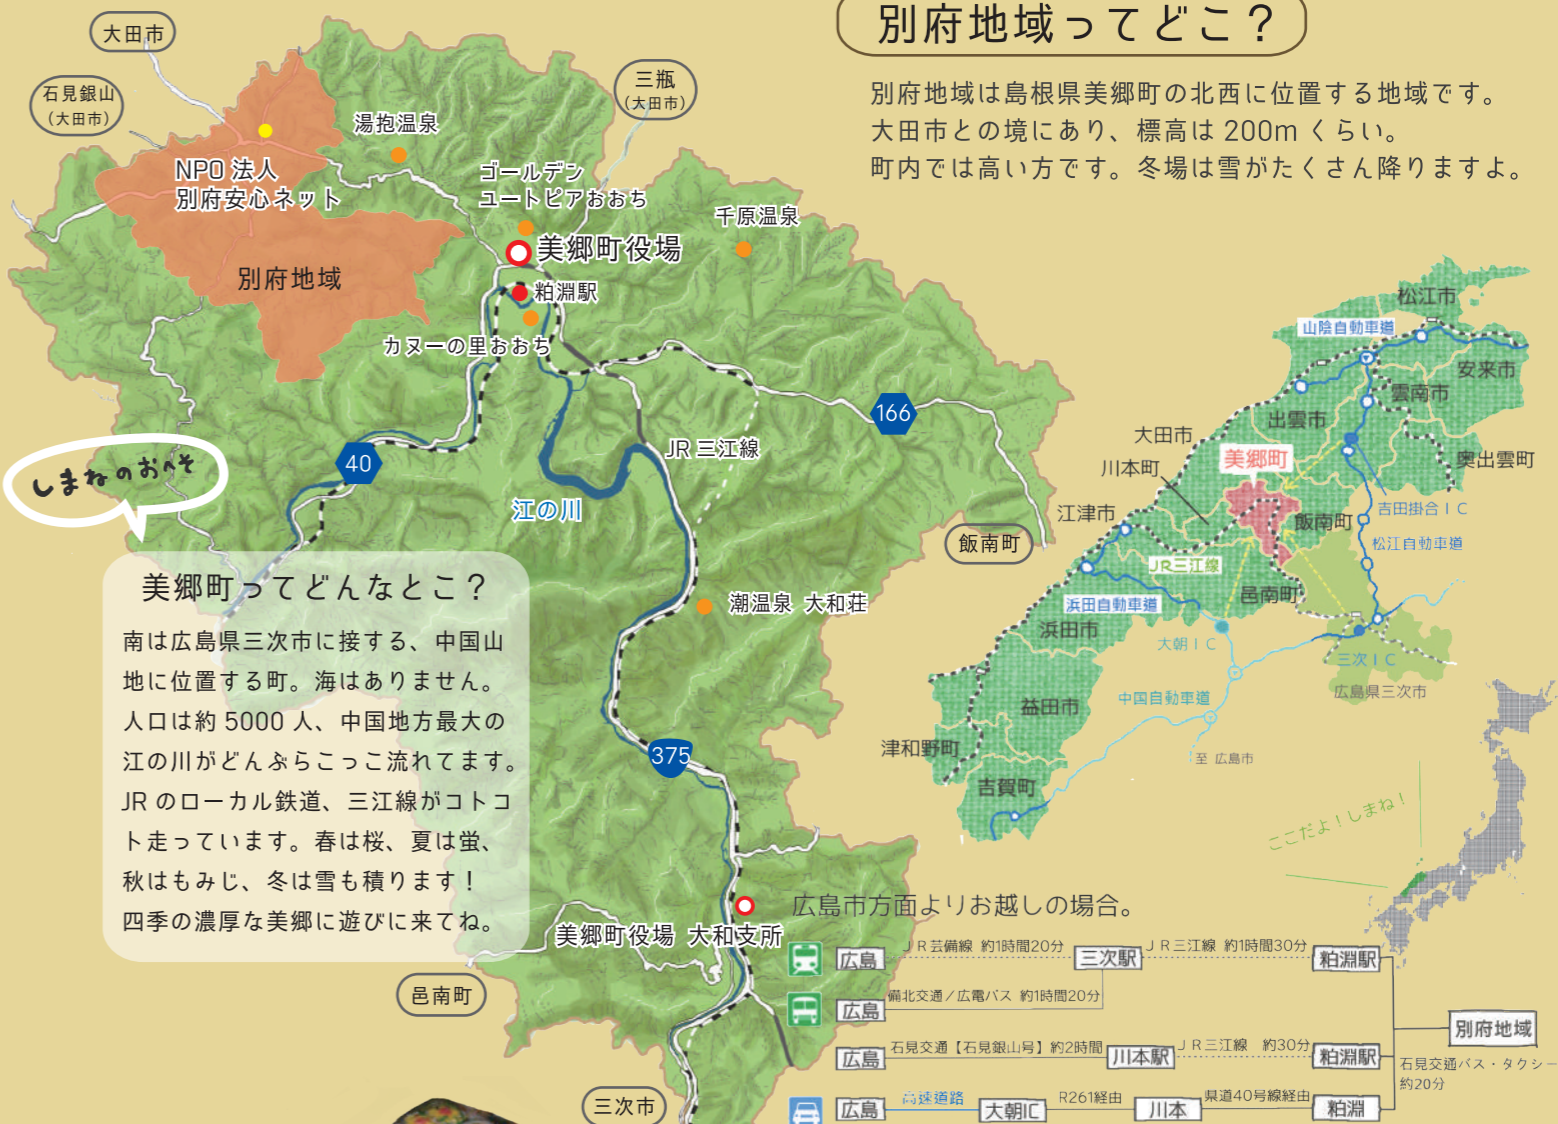 別府地域ってどこ？
別府地域は島根県美郷町の北西に位置する地域です。
大田市との境にあり、標高は 200m くらい。
町内では高い方です。冬場は雪がたくさん降りますよ。
大田市
石見銀山
（大田市）
三瓶
（大田市）
湯抱温泉
NPO 法人
別府安心ネット
ゴールデン
ユートピアおおち
千原温泉
美郷町役場
別府地域
粕淵駅
カヌーの里おおち
166
40
JR 三江線
江の川
しまねのおへそ
飯南町
潮温泉 大和荘
375
美郷町役場 大和支所
邑南町
三次市
美郷町ってどんなとこ？
南は広島県三次市に接する、中国山
地に位置する町。海はありません。
人口は約 5000 人、中国地方最大の
江の川がどんぶらこっこ流れてます。
JR のローカル鉄道、三江線がコトコ
ト走っています。春は桜、夏は蛍、
秋はもみじ、冬は雪も積ります！
四季の濃厚な美郷に遊びに来てね。
松江市
山陰自動車道
安来市
雲南市
出雲市
大田市
美郷町
奥出雲町
川本町
吉田掛合ＩＣ
江津市
飯南町
松江自動車道
JR三江線
邑南町
浜田自動車道
浜田市
大朝ＩＣ
三次ＩＣ
広島県三次市
中国自動車道
益田市
津和野町
至 広島市
吉賀町
ここだよ！しまね！
広島市方面よりお越しの場合。
広島
ＪＲ芸備線 約1時間20分
三次駅
ＪＲ三江線 約1時間30分
粕淵駅
広島
備北交通／広電バス 約1時間20分
広島
石見交通【石見銀山号】約2時間
川本駅
ＪＲ三江線　約30分
粕淵駅
別府地域
石見交通バス・タクシー
約20分
広島
高速道路
大朝IC
R261経由
川本
県道40号線経由
粕淵